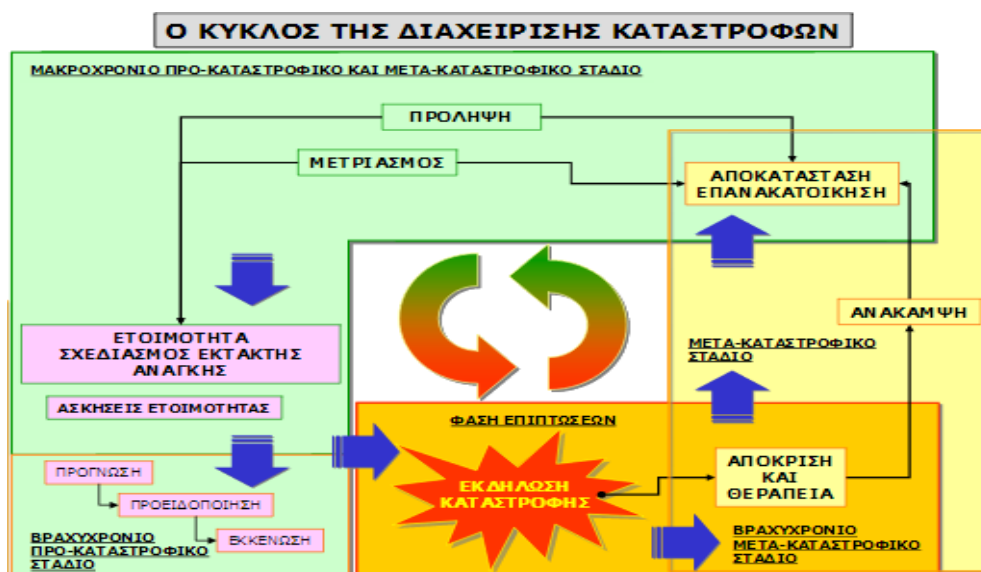 Ο ΚΥΚΛΟΣ ΤΗΣ ΔΙΑΧΕΙΡΙΣΗΣ ΚΑΤΑΣΤΡΟΦΩΝ
ΜΑΚΡΟΧΡΟΝΙΟ ΠΡΟ-ΚΑΤΑΣΤΡΟΦΙΚΟ ΚΑΙ ΜΕΤΑ-ΚΑΤΑΣΤΡΟΦΙΚΟ ΣΤΑΔΙΟ
ΠΡΟΛΗΨΗ
ΜΕΤΡΙΑΣΜΟΣ
ΑΠΟΚΑΤΑΣΤΑΣΗ
ΕΠΑΝΑΚΑΤΟΙΚΗΣΗ
ΑΝΑΚΑΜΨΗ
ΕΤΟΙΜΟΤΗΤΑ
ΣΧΕΔΙΑΣΜΟΣ ΕΚΤΑΚΤΗΣ
ΑΝΑΓΚΗΣ
ΜΕΤΑ-ΚΑΤΑΣΤΡΟΦΙΚΟ
ΣΤΑΔΙΟ
ΑΣΚΗΣΕΙΣ ΕΤΟΙΜΟΤΗΤΑΣ
ΦΑΣΗ ΕΠΙΠΤΩΣΕΩΝ
ΠΡΟΓΝΩΣΗ
ΠΡΟΕΙΔΟΠΟΙΗΣΗ
ΕΚΚΕΝΩΣΗ
ΕΚΔΗΛΩΣΗ
ΚΑΤΑΣΤΡΟΦΗΣ
ΑΠΟΚΡΙΣΗ
ΚΑΙ
ΘΕΡΑΠΕΙΑ
ΒΡΑΧΥΧΡΟΝΙΟ
ΠΡΟ-ΚΑΤΑΣΤΡΟΦΙΚΟ
ΣΤΑΔΙΟ
ΒΡΑΧΥΧΡΟΝΙΟ
ΜΕΤΑ-ΚΑΤΑΣΤΡΟΦΙΚΟ
ΣΤΑΔΙΟ